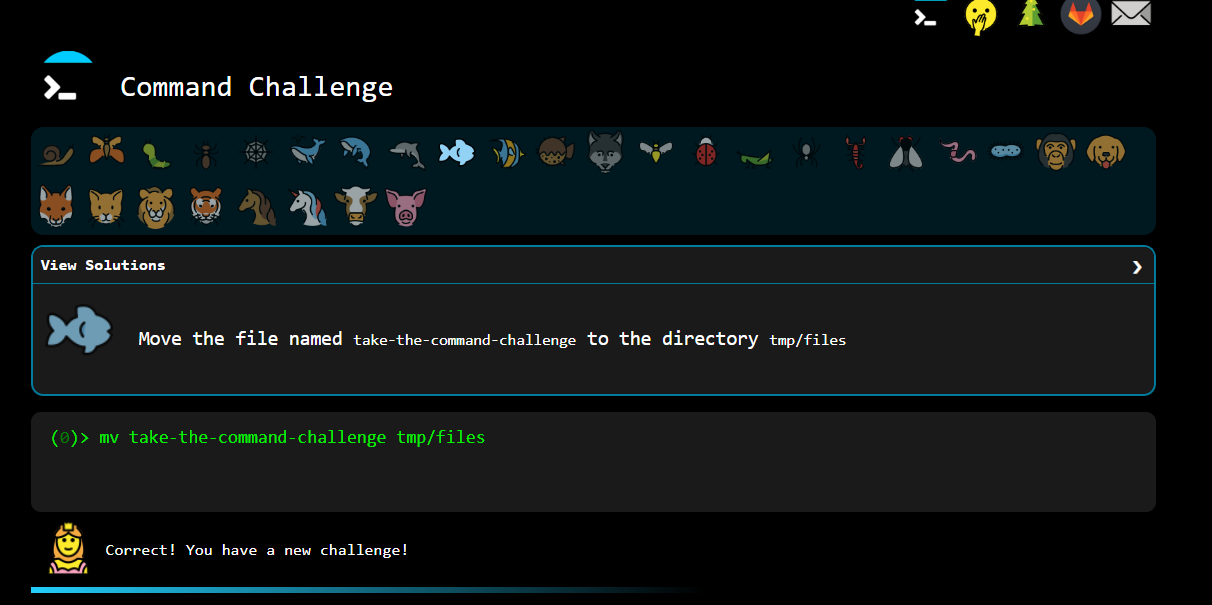 Command Challenge
View Solutions
Move the file named take-the-command-challenge to the directory tmp/files
(0)> mv take-the-command-challenge tmp/files
Correct! You have a new challenge!